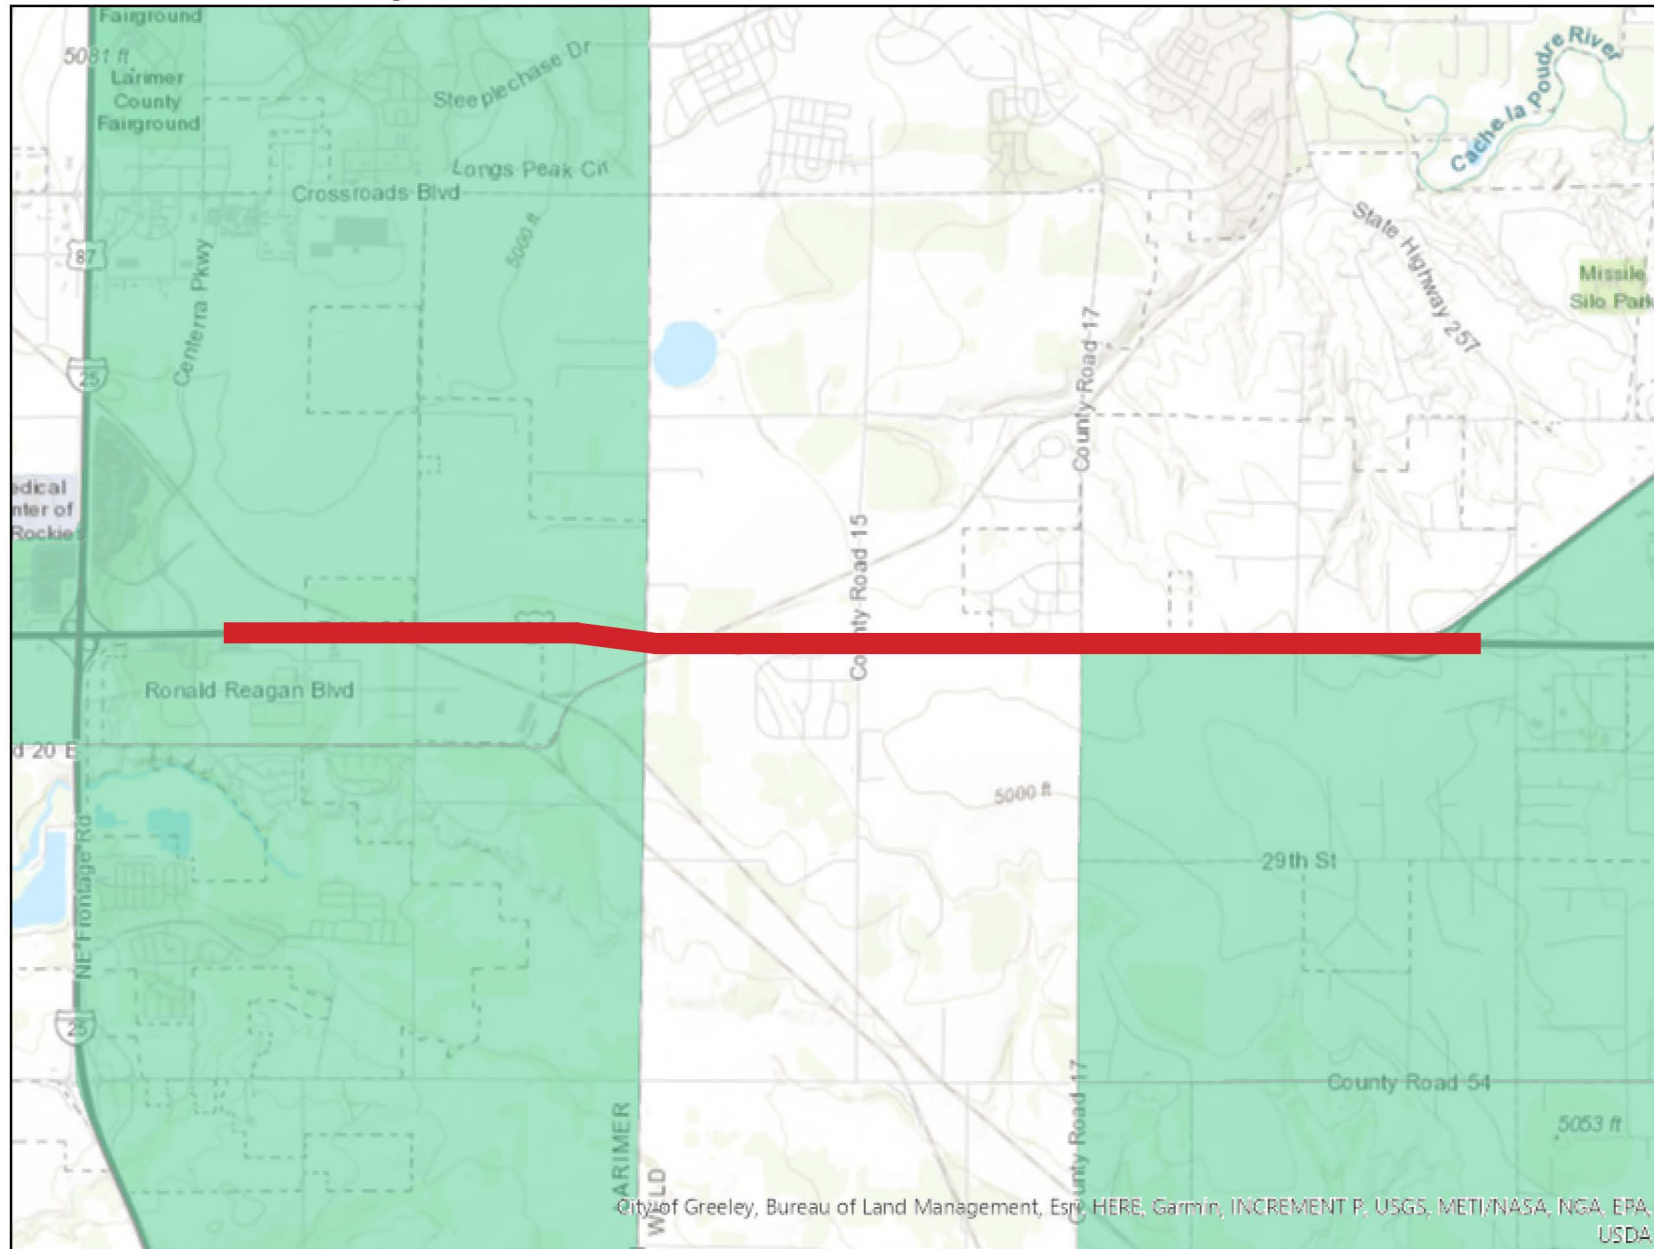 Fairground
5081 ft
Larimer
County
Fairground
Steeplechase Dr
Longs Peak Cir
Crossroads Blvd
Cache la Poudre River
State Highway 257
Missile
Silo Park
87
Centerra Pkwy
5000 ft
25
County Road 17
edical
nter of
Rockies
County Road 15
Ronald Reagan Blvd
d 20 E
5000 ft
29th St
NE Frontage Rd
25
County Road 54
5053 ft
LARIMER
WELD
County Road 17
City of Greeley, Bureau of Land Management, Esri, HERE, Garmin, INCREMENT P, USGS, METI/NASA, NGA, EPA,
USDA